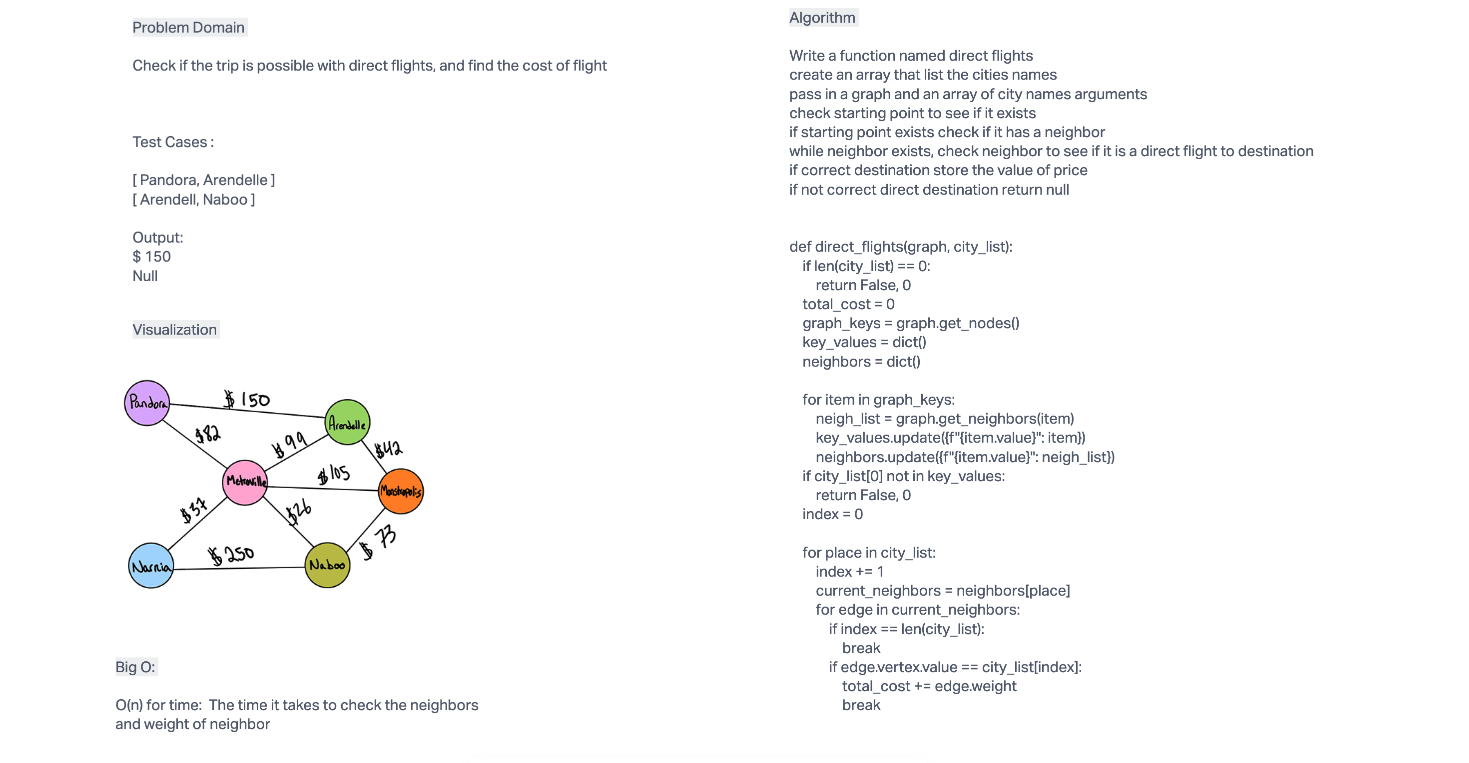 Problem Domain
Check if the trip is possible with direct flights, and find the cost of flight
Test Cases :
[ Pandora, Arendelle ]
[ Arendell, Naboo ]
Output:
$ 150
Null
Visualization
Pandora
$ 150
Arendelle
$82
$ 99
$42
Metroville
$105
Monstropolis
$37
$26
$ 73
Narnia
$ 250
Naboo
Big O:
O(n) for time:  The time it takes to check the neighbors
and weight of neighbor
Algorithm
Write a function named direct flights
create an array that list the cities names
pass in a graph and an array of city names arguments
check starting point to see if it exists
if starting point exists check if it has a neighbor
while neighbor exists, check neighbor to see if it is a direct flight to destination
if correct destination store the value of price
if not correct direct destination return null
def direct_flights(graph, city_list):
if len(city_list) == 0:
return False, 0
total_cost = 0
graph_keys = graph.get_nodes()
key_values = dict()
neighbors = dict()
for item in graph_keys:
neigh_list = graph.get_neighbors(item)
key_values.update({f"{item.value}": item})
neighbors.update({f"{item.value}": neigh_list})
if city_list[0] not in key_values:
return False, 0
index = 0
for place in city_list:
index += 1
current_neighbors = neighbors[place]
for edge in current_neighbors:
if index == len(city_list):
break
if edge.vertex.value == city_list[index]:
total_cost += edge.weight
break